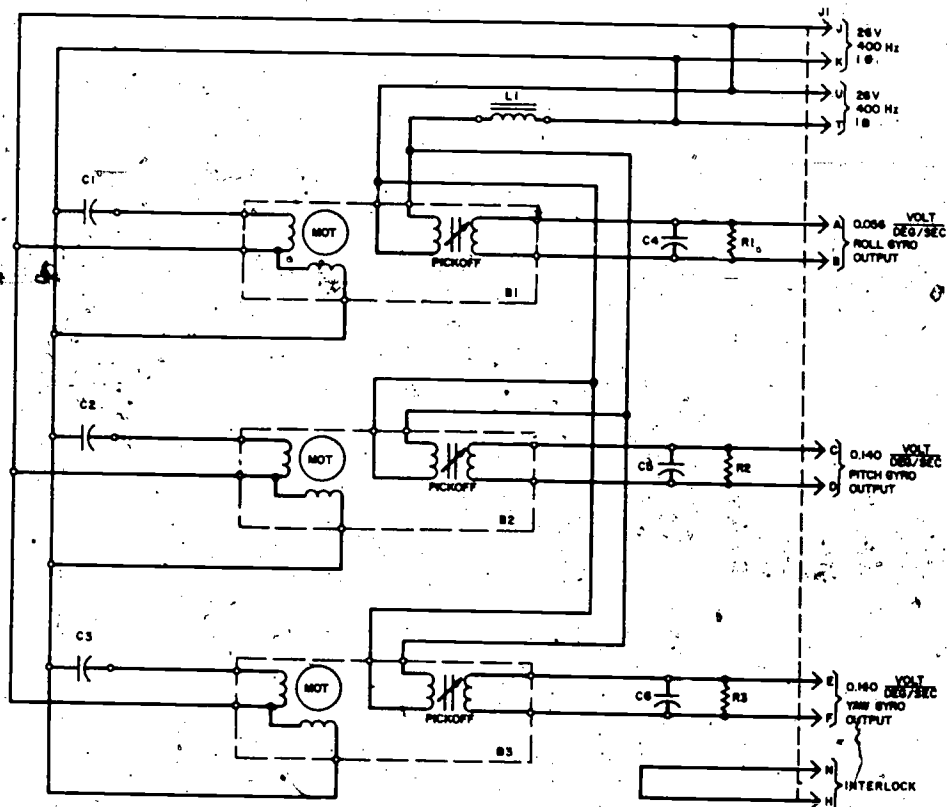 J1
J
26V
400 Hz
1 Ø
K
U
26V
400 Hz
1 Ø
T
L1
C1
MOT
PICKOFF
B1
C4
R1
A
0.056 VOLT
DEG/SEC
ROLL GYRO
OUTPUT
B
C2
MOT
PICKOFF
B2
C5
R2
C
0.140 VOLT
DEG/SEC
PITCH GYRO
OUTPUT
D
C3
MOT
PICKOFF
B3
C6
R3
E
0.140 VOLT
DEG/SEC
YAW GYRO
OUTPUT
F
N
INTERLOCK
H